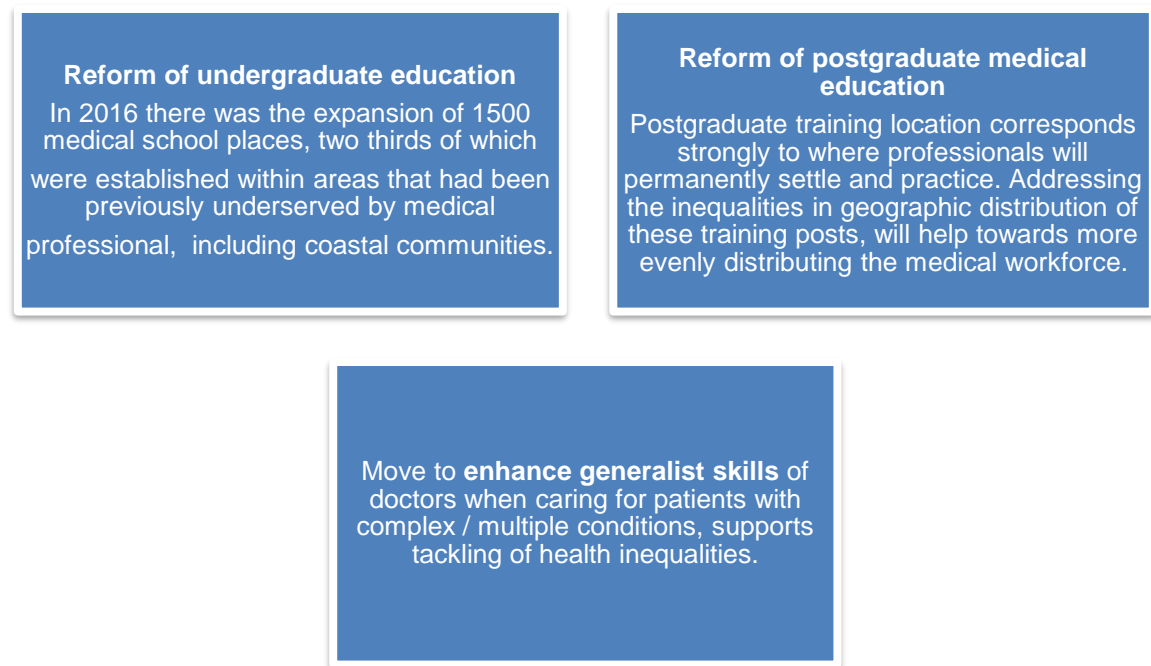 Reform of undergraduate education
In 2016 there was the expansion of 1500
medical school places, two thirds of which
were established within areas that had been
previously underserved by medical
professional,  including coastal communities.
Reform of postgraduate medical
education
Postgraduate training location corresponds
strongly to where professionals will
permanently settle and practice. Addressing
the inequalities in geographic distribution of
these training posts, will help towards more
evenly distributing the medical workforce.
Move to enhance generalist skills of
doctors when caring for patients with
complex / multiple conditions, supports
tackling of health inequalities.